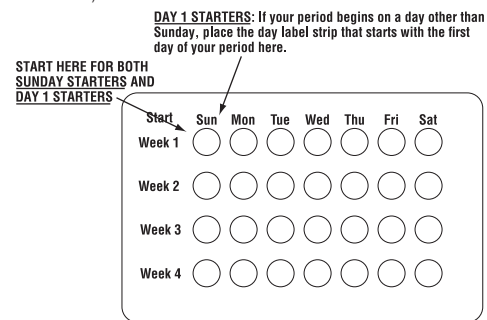 DAY 1 STARTERS: If your period begins on a day other than
Sunday, place the day label strip that starts with the first
day of your period here.
START HERE FOR BOTH
SUNDAY STARTERS AND
DAY 1 STARTERS
Start Sun Mon Tue Wed Thu Fri Sat
Week 1
Week 2
Week 3
Week 4